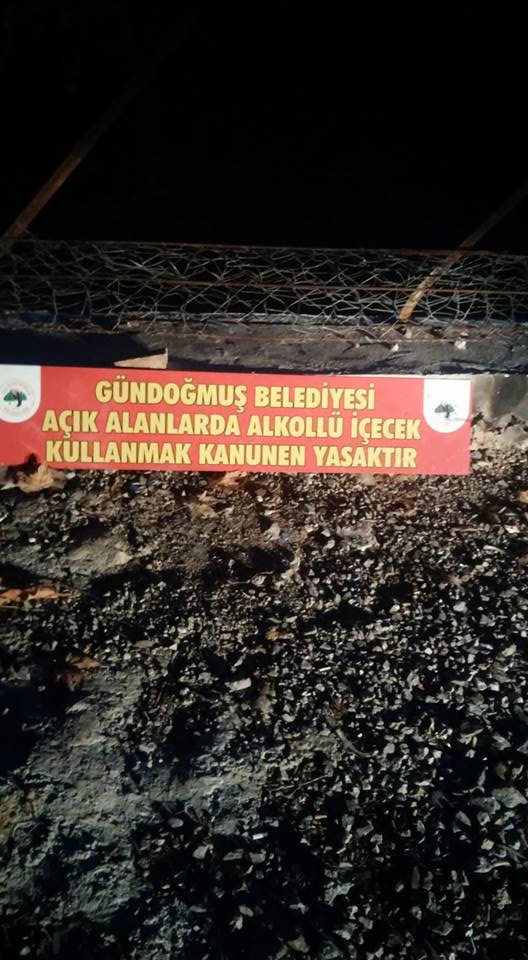 GÜNDOĞMUŞ BELEDİYESİ
AÇIK ALANLARDA ALKOLLÜ İÇECEK
KULLANMAK KANUNEN YASAKTIR